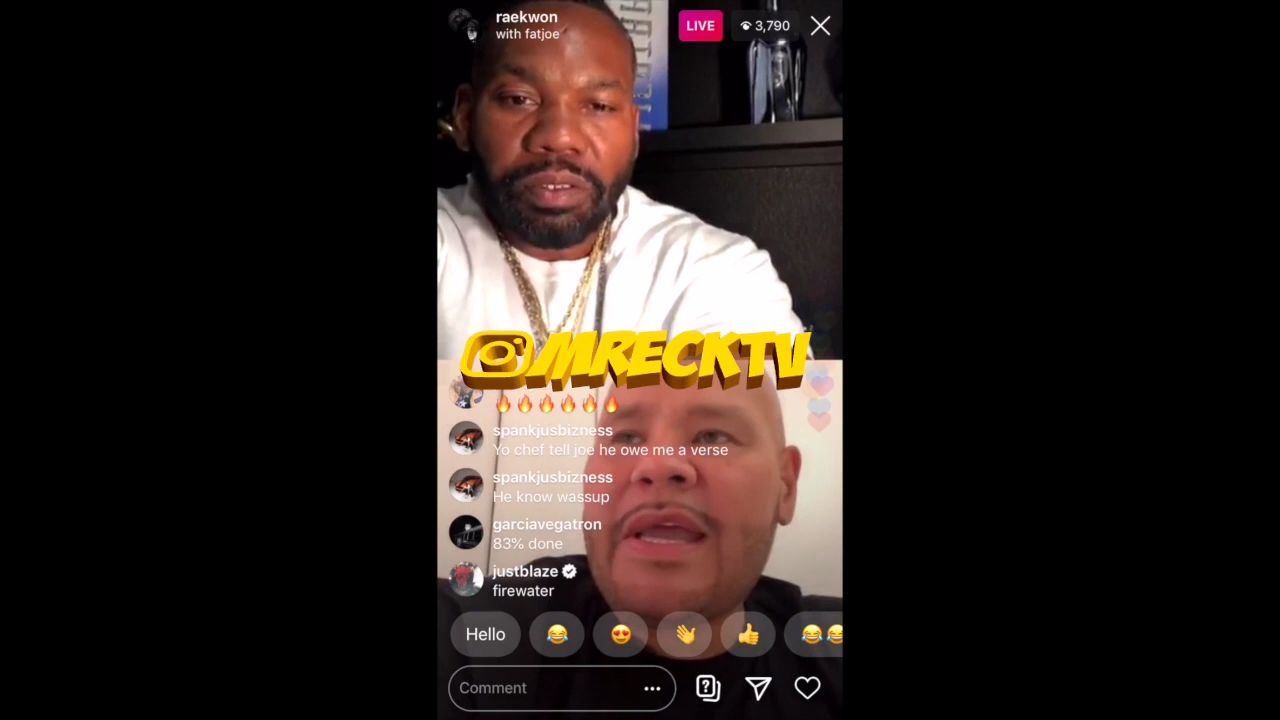 raekwon
with fatjoe
LIVE
3,790
MRECKTV
🔥🔥🔥🔥🔥🔥
spankjusbizness
Yo chef tell joe he owe me a verse
spankjusbizness
He know wassup
garciavegatron
83% done
justblaze
firewater
Hello 😂 😍 👋 👍 😂😂
Comment ...